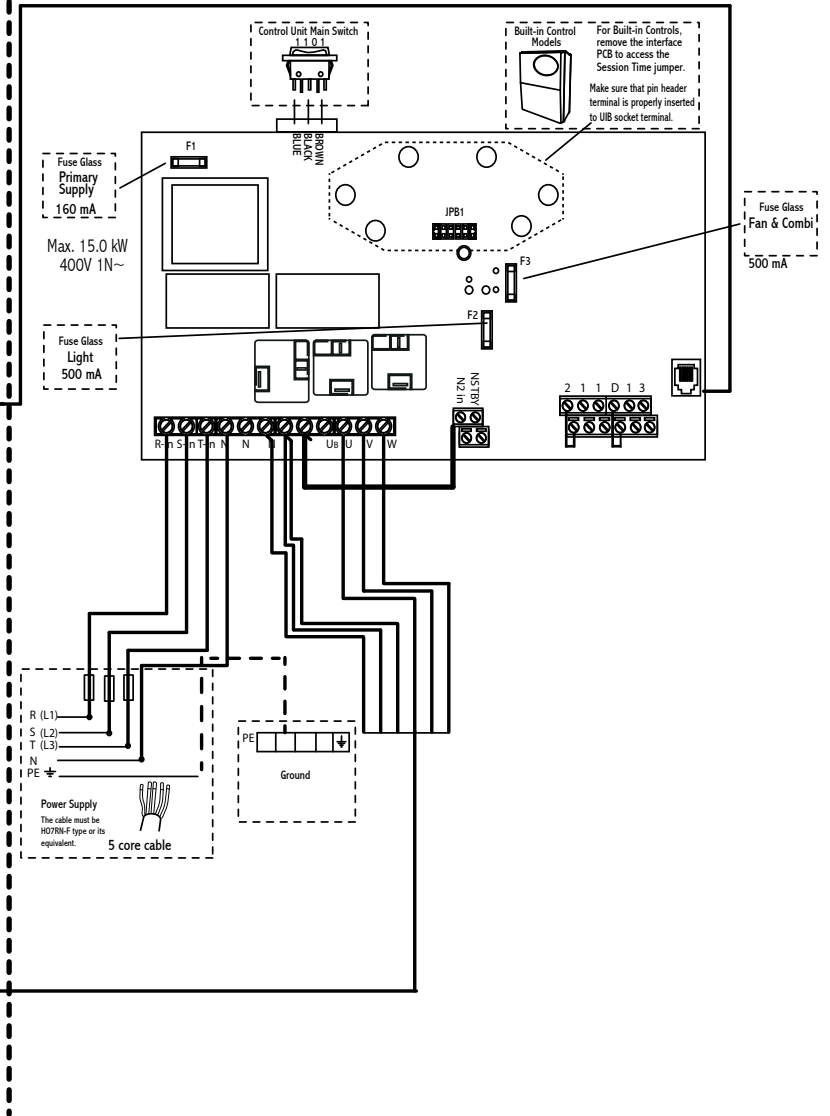 Control Unit Main Switch
1 1 0 1
Built-in Control
Models
For Built-in Controls,
remove the interface
PCB to access the
Session Time jumper.
Make sure that pin header
terminal is properly inserted
to UIB socket terminal.
BLUE
BLACK
BROWN
F1
Fuse Glass
Primary
Supply
160 mA
Max. 15.0 kW
400V 1N~
JPB1
F3
F2
Fuse Glass
Fan & Combi
500 mA
Fuse Glass
Light
500 mA
N2 in
NSTBY
2 1 1 D 1 3
R-in S-in T-in N N N UB U V W
R (L1)
S (L2)
T (L3)
N
PE
Power Supply
The cable must be
HO7RN-F type or its
equivalent.
5 core cable
PE
Ground